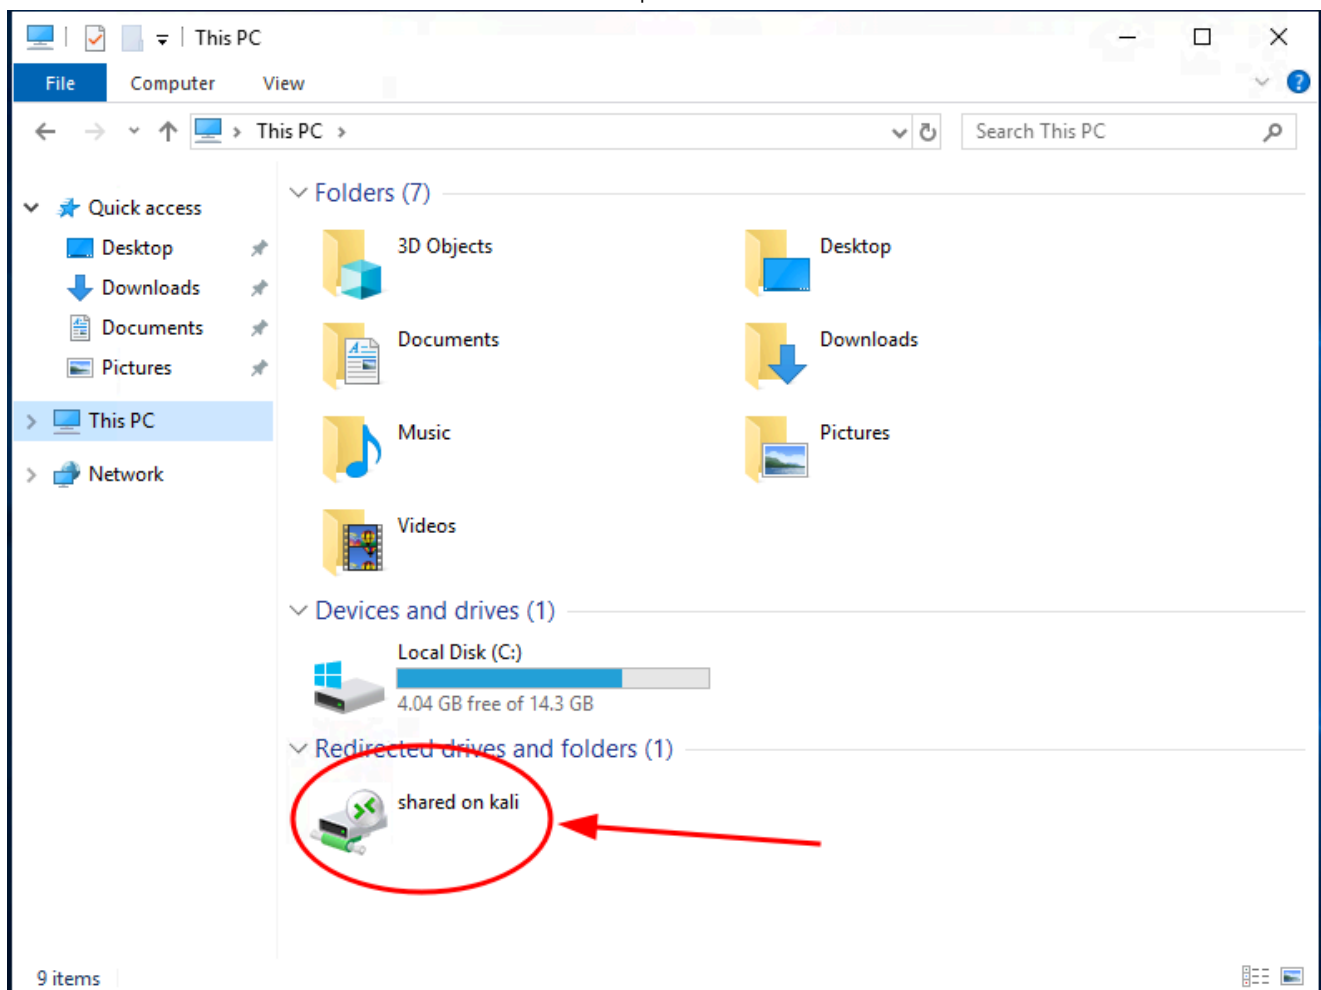 This PC
File Computer View
This PC
Search This PC
Quick access
Desktop
Downloads
Documents
Pictures
This PC
Network
Folders (7)
3D Objects
Desktop
Documents
Downloads
Music
Pictures
Videos
Devices and drives (1)
Local Disk (C:)
4.04 GB free of 14.3 GB
Redirected drives and folders (1)
shared on kali
9 items